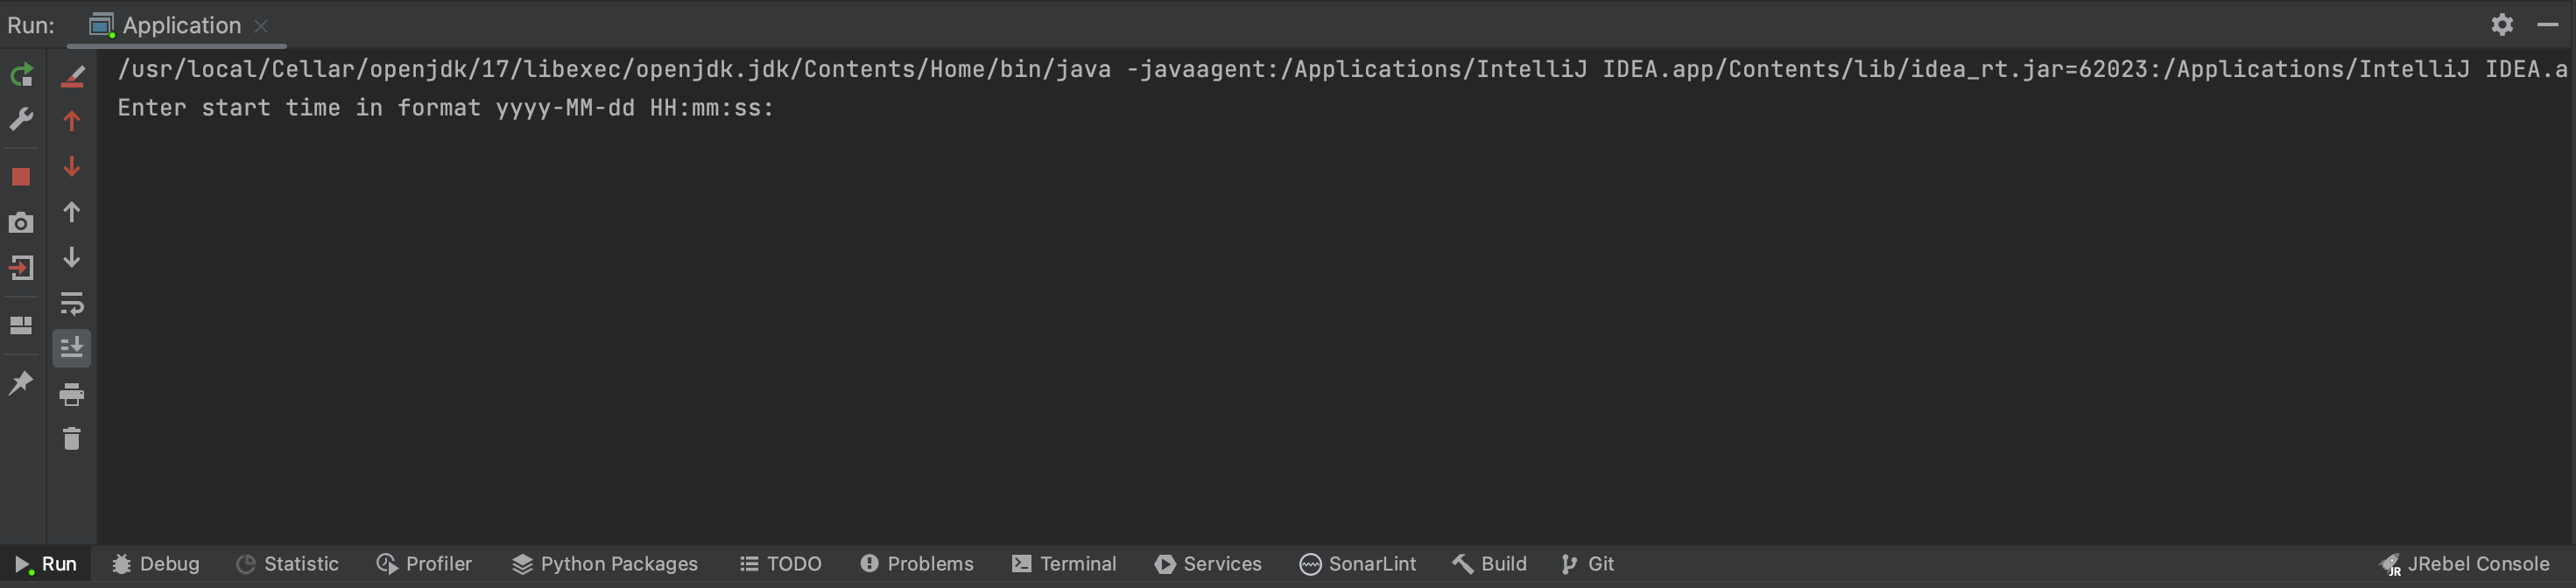 Run: Application
/usr/local/Cellar/openjdk/17/libexec/openjdk.jdk/Contents/Home/bin/java -javaagent:/Applications/IntelliJ IDEA.app/Contents/lib/idea_rt.jar=62023:/Applications/IntelliJ IDEA.a
Enter start time in format yyyy-MM-dd HH:mm:ss:
Run Debug Statistic Profiler Python Packages TODO Problems Terminal Services SonarLint Build Git JR JRebel Console